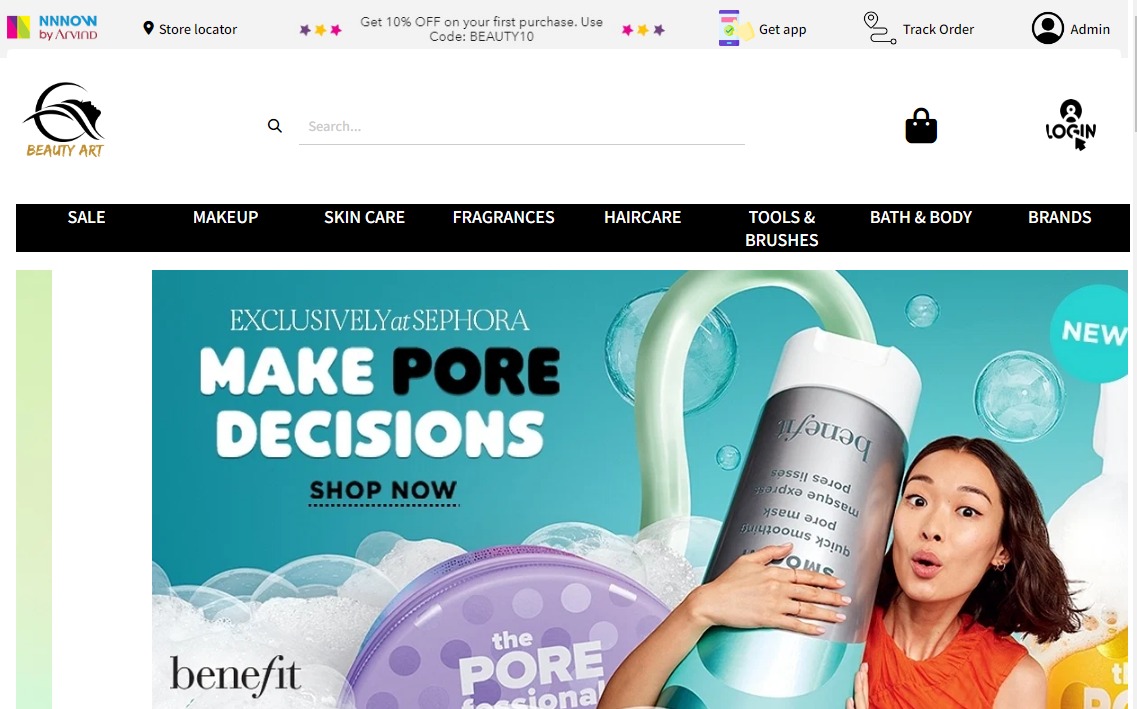 NNNOW
by ARVIND
Store locator
Get 10% OFF on your first purchase. Use
Code: BEAUTY10
Get app
Track Order
Admin
BEAUTY ART
Search...
LOGIN
SALE
MAKEUP
SKIN CARE
FRAGRANCES
HAIRCARE
TOOLS &
BRUSHES
BATH & BODY
BRANDS
EXCLUSIVELY at SEPHORA
MAKE PORE
DECISIONS
SHOP NOW
NEW
benefit
pores lisses
masque express
pore mask
quick smoothing
the
PORE
fessional
benefit